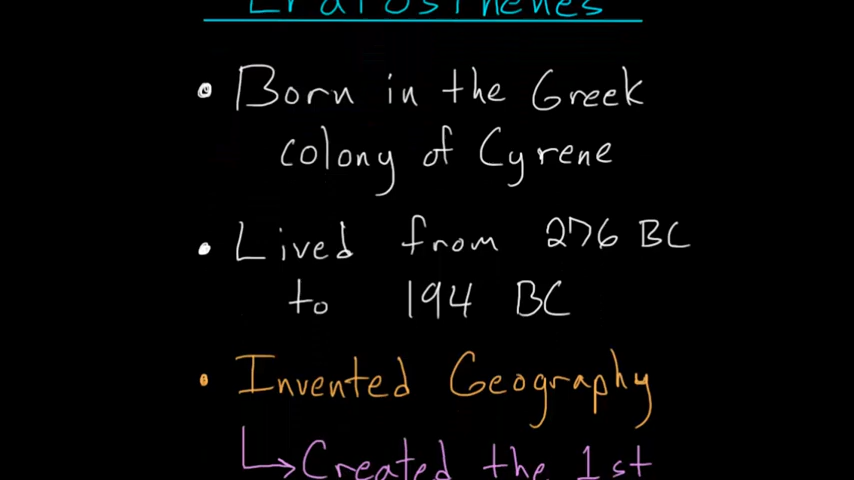 Eratosthenes
• Born in the Greek
colony of Cyrene
• Lived from 276 BC
to 194 BC
• Invented Geography
↳ Created the 1st